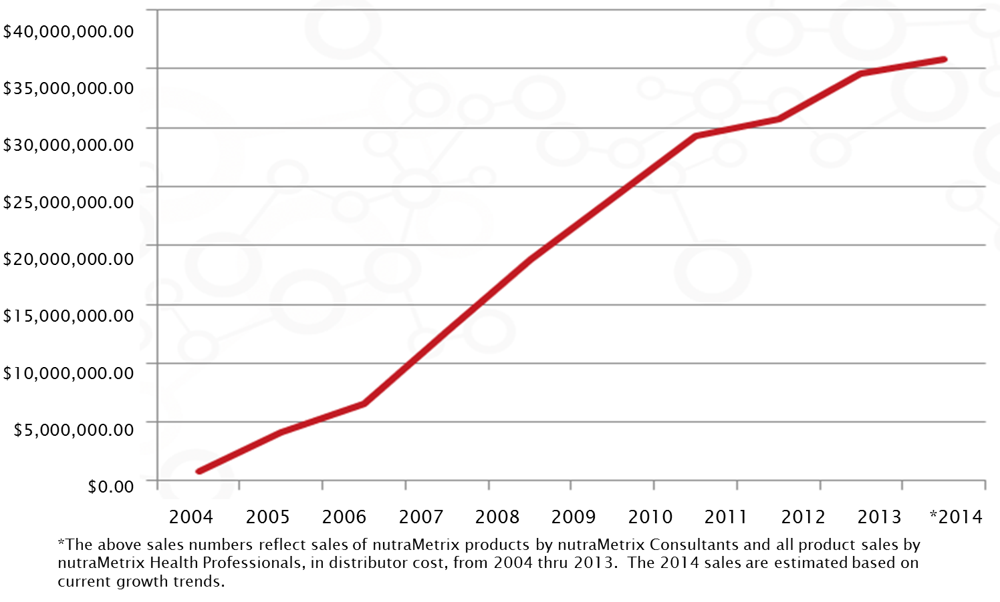 $40,000,000.00
$35,000,000.00
$30,000,000.00
$25,000,000.00
$20,000,000.00
$15,000,000.00
$10,000,000.00
$5,000,000.00
$0.00
2004 2005 2006 2007 2008 2009 2010 2011 2012 2013 *2014
*The above sales numbers reflect sales of nutraMetrix products by nutraMetrix Consultants and all product sales by
nutraMetrix Health Professionals, in distributor cost, from 2004 thru 2013. The 2014 sales are estimated based on
current growth trends.